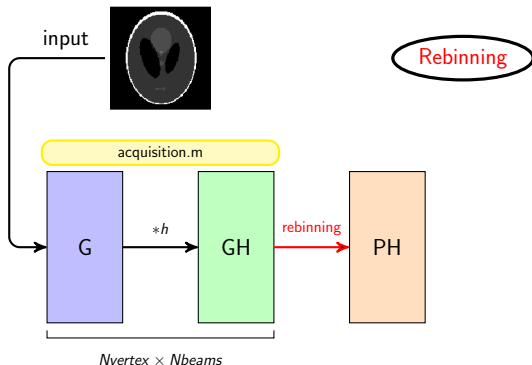 input
Rebinning
acquisition.m
G
*h
GH
rebinning
PH
Nvertex × Nbeams